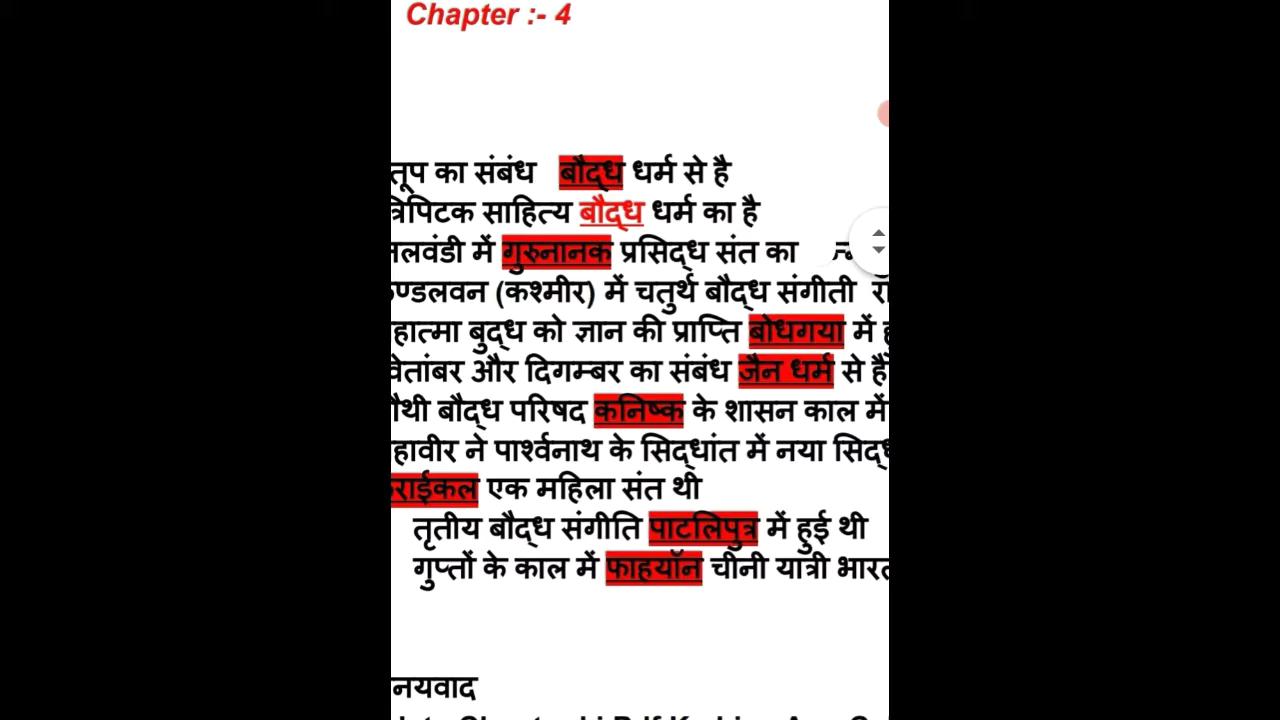 Chapter :- 4
तूप का संबंध बौद्ध धर्म से है
त्रिपिटक साहित्य बौद्ध धर्म का है
लवंडी में गुरुनानक प्रसिद्ध संत का
ण्डलवन (कश्मीर) में चतुर्थ बौद्ध संगीती
हात्मा बुद्ध को ज्ञान की प्राप्ति बोधगया में
वेतांबर और दिगम्बर का संबंध जैन धर्म से है
ौथी बौद्ध परिषद कनिष्क के शासन काल में
हावीर ने पार्श्वनाथ के सिद्धांत में नया सिद्ध
राईकल एक महिला संत थी
तृतीय बौद्ध संगीति पाटलिपुत्र में हुई थी
गुप्तों के काल में फाहयॉन चीनी यात्री भारत
नयवाद